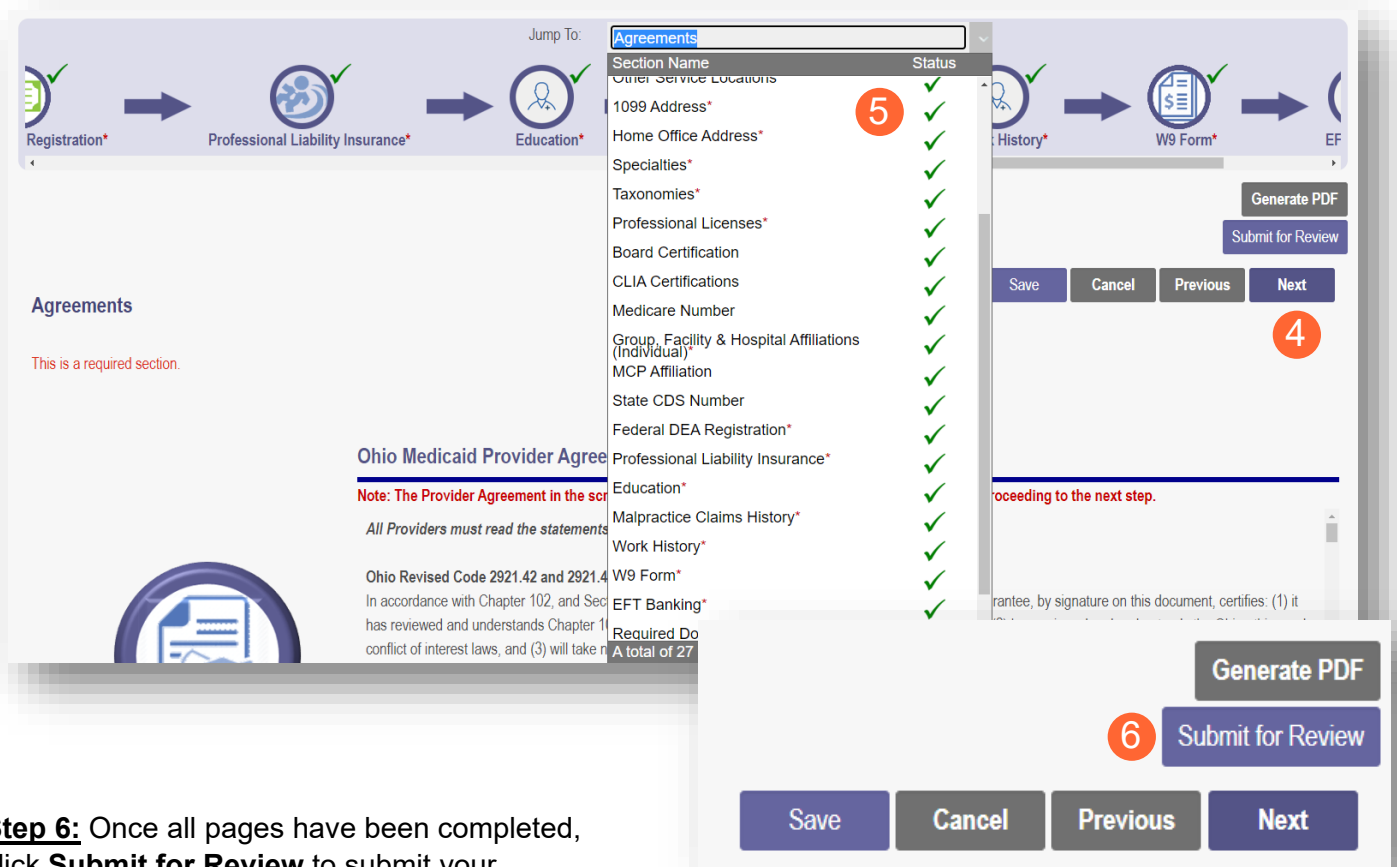 Jump To:
Agreements
Section Name Status
Other Service Locations
1099 Address*
5
Home Office Address*
Specialties*
Taxonomies*
Professional Licenses*
Board Certification
CLIA Certifications
Medicare Number
Group, Facility & Hospital Affiliations
(Individual)*
MCP Affiliation
State CDS Number
Federal DEA Registration*
Professional Liability Insurance*
Education*
Malpractice Claims History*
Work History*
W9 Form*
EFT Banking*
Required Do
A total of 27
Registration*
Professional Liability Insurance*
Education*
History*
W9 Form*
EF
Generate PDF
Submit for Review
Save Cancel Previous Next
4
Agreements
This is a required section.
Ohio Medicaid Provider Agree
Note: The Provider Agreement in the scr
oceeding to the next step.
All Providers must read the statements
Ohio Revised Code 2921.42 and 2921.4
In accordance with Chapter 102, and Sec
rantee, by signature on this document, certifies: (1) it
has reviewed and understands Chapter 10
conflict of interest laws, and (3) will take n
Generate PDF
6
Submit for Review
Save Cancel Previous Next
Step 6: Once all pages have been completed,
click Submit for Review to submit your